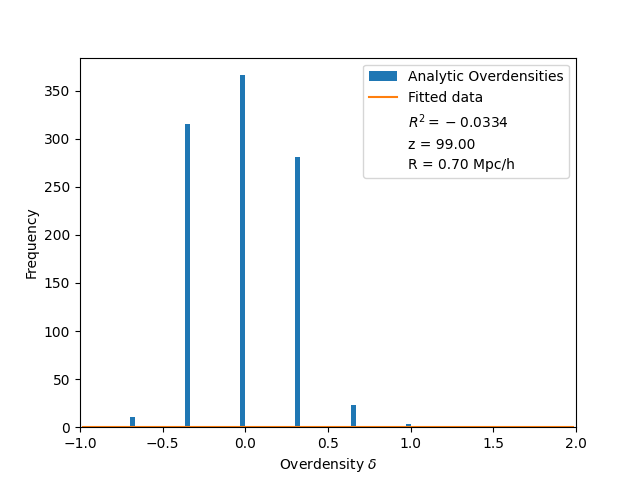 Analytic Overdensities
Fitted data
R² = − 0.0334
z = 99.00
R = 0.70 Mpc/h
350
300
250
200
150
100
50
0
Frequency
−1.0 −0.5 0.0 0.5 1.0 1.5 2.0
Overdensity δ